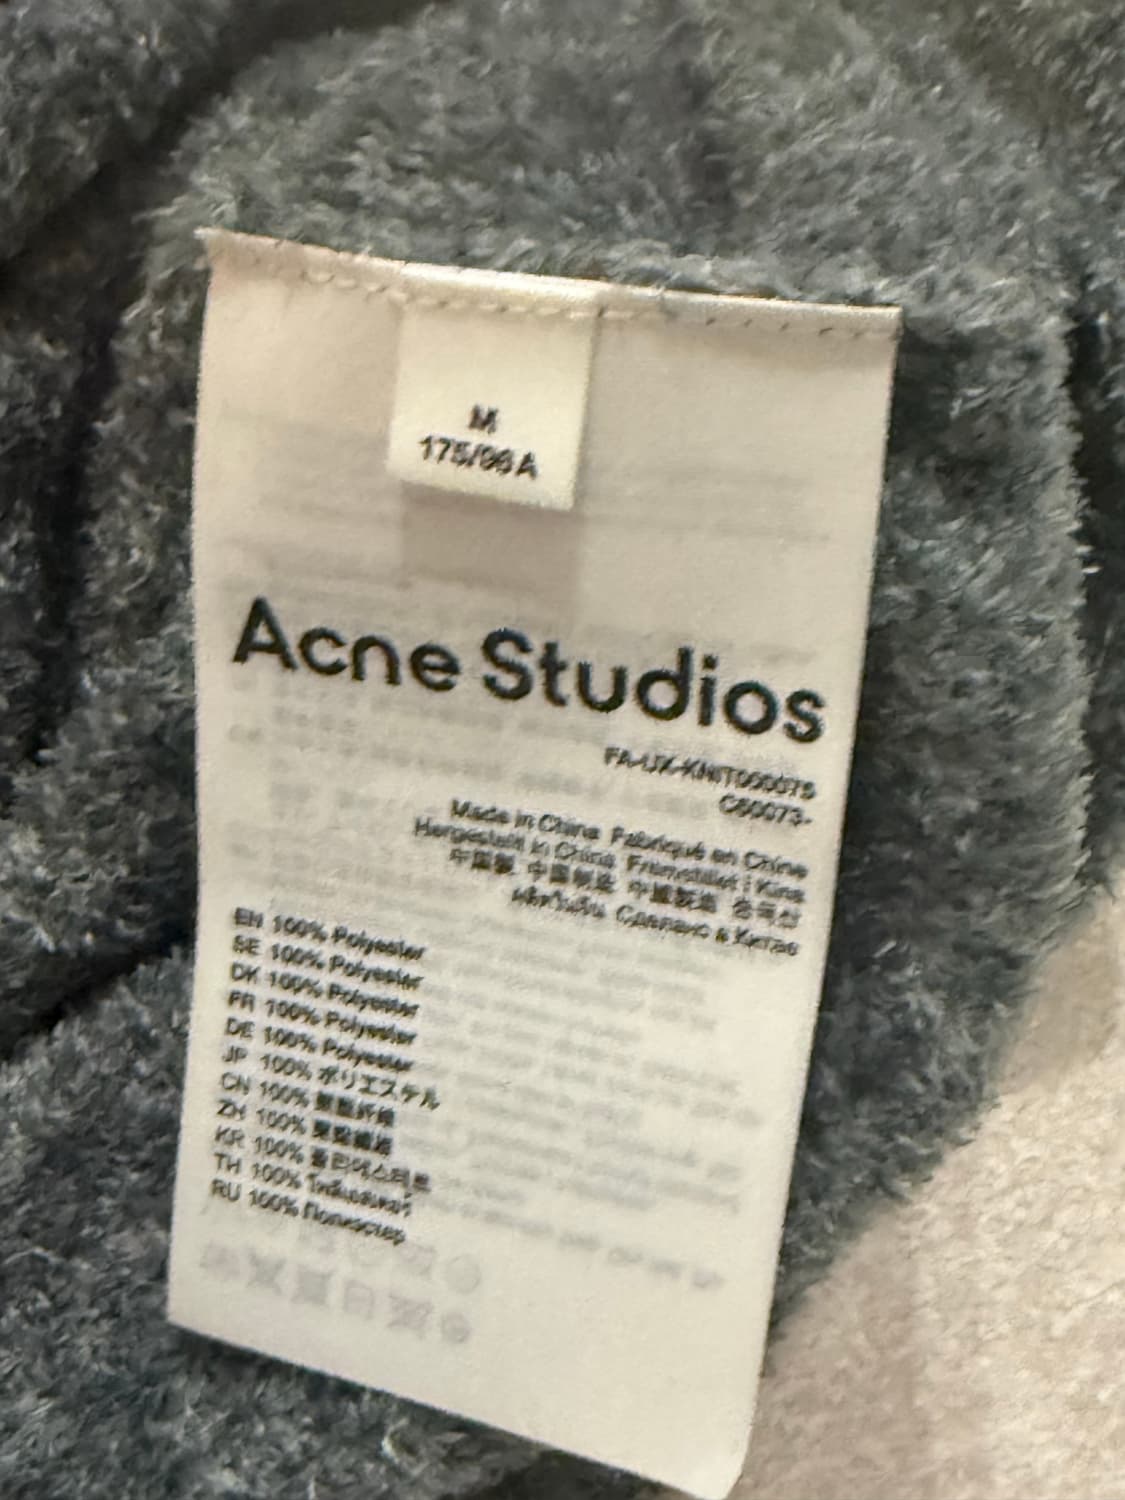 M
175/96A
Acne Studios
FA-UX-KNIT000075
C60073-
Made in China Fabriqué en Chine
Hergestellt in China Framstället i Kina
中国製 中国制造 中國製造 중국산
ผลิตในจีน Сделано в Китае
EN 100% Polyester
SE 100% Polyester
DK 100% Polyester
FR 100% Polyester
DE 100% Polyester
JP 100% ポリエステル
CN 100% 聚酯纤维
ZH 100% 聚酯纖維
KR 100% 폴리에스테르
TH 100% โพลีเอสเตอร์
RU 100% Полиэстер